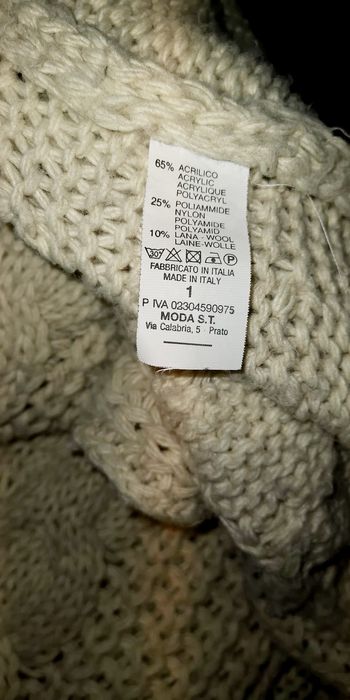 65% ACRILICO
ACRYLIC
ACRYLIQUE
POLYACRYL
25% POLIAMMIDE
NYLON
POLYAMIDE
POLYAMID
10% LANA - WOOL
LAINE-WOLLE
FABBRICATO IN ITALIA
MADE IN ITALY
1
P IVA 02304590975
MODA S.T.
Via Calabria, 5 - Prato